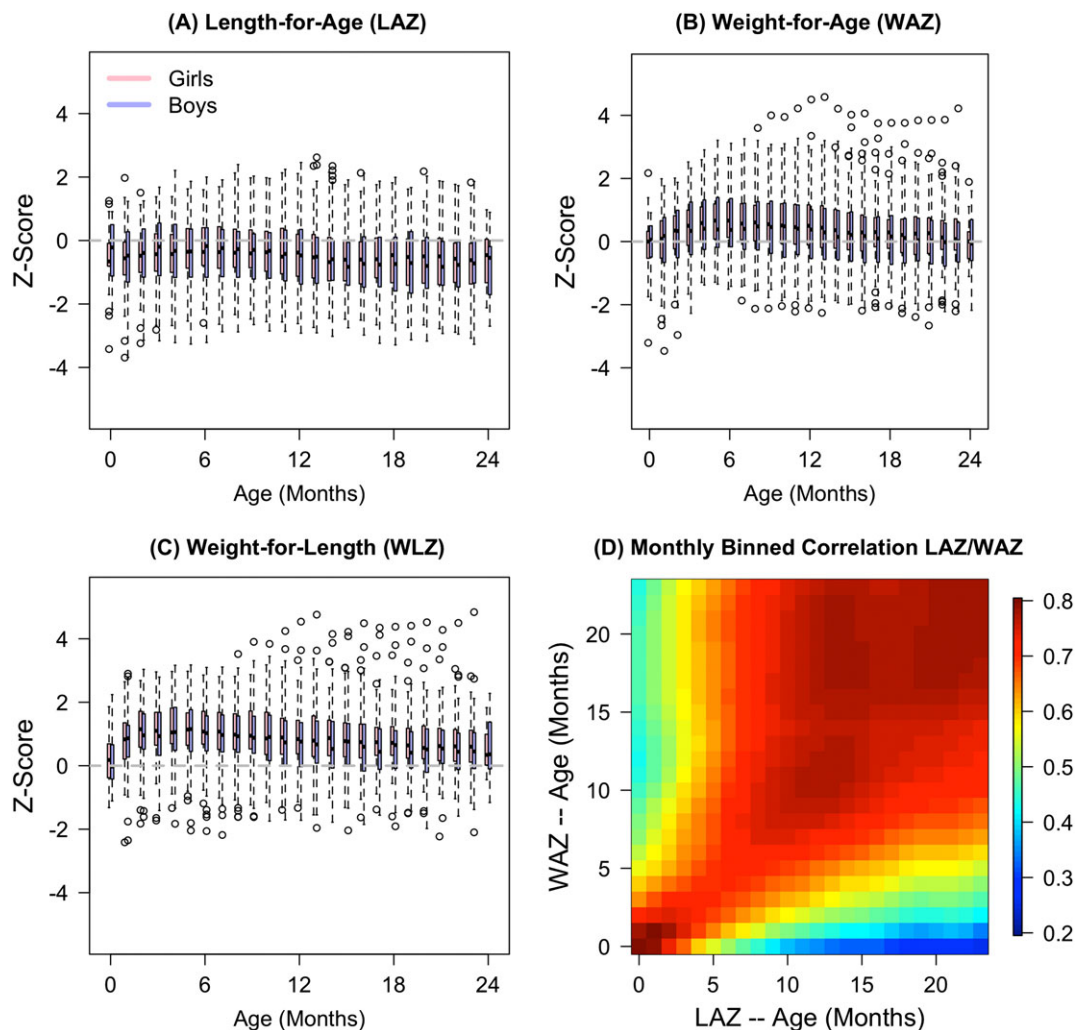 (A) Length-for-Age (LAZ)
Girls
Boys
Z-Score
4
2
0
-2
-4
0 6 12 18 24
Age (Months)
(B) Weight-for-Age (WAZ)
Z-Score
4
2
0
-2
-4
0 6 12 18 24
Age (Months)
(C) Weight-for-Length (WLZ)
Z-Score
4
2
0
-2
-4
0 6 12 18 24
Age (Months)
(D) Monthly Binned Correlation LAZ/WAZ
WAZ -- Age (Months)
20
15
10
5
0
0 5 10 15 20
LAZ -- Age (Months)
0.8
0.7
0.6
0.5
0.4
0.3
0.2